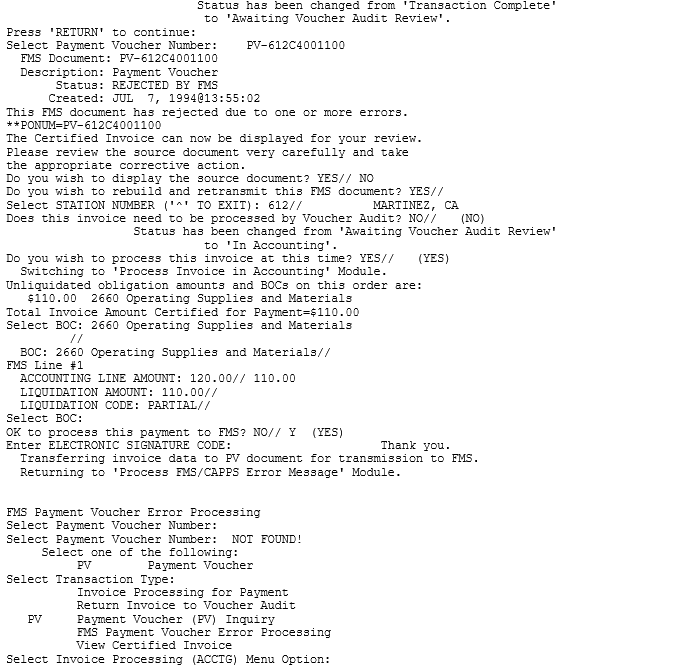 Status has been changed from 'Transaction Complete'
to 'Awaiting Voucher Audit Review'.
Press 'RETURN' to continue:
Select Payment Voucher Number:    PV-612C4001100
FMS Document: PV-612C4001100
Description: Payment Voucher
Status: REJECTED BY FMS
Created: JUL  7, 1994@13:55:02
This FMS document has rejected due to one or more errors.
**PONUM=PV-612C4001100
The Certified Invoice can now be displayed for your review.
Please review the source document very carefully and take
the appropriate corrective action.
Do you wish to display the source document? YES// NO
Do you wish to rebuild and retransmit this FMS document? YES//
Select STATION NUMBER ('^' TO EXIT): 612//          MARTINEZ, CA
Does this invoice need to be processed by Voucher Audit? NO//   (NO)
Status has been changed from 'Awaiting Voucher Audit Review'
to 'In Accounting'.
Do you wish to process this invoice at this time? YES//   (YES)
Switching to 'Process Invoice in Accounting' Module.
Unliquidated obligation amounts and BOCs on this order are:
$110.00  2660 Operating Supplies and Materials
Total Invoice Amount Certified for Payment=$110.00
Select BOC: 2660 Operating Supplies and Materials
//
BOC: 2660 Operating Supplies and Materials//
FMS Line #1
ACCOUNTING LINE AMOUNT: 120.00// 110.00
LIQUIDATION AMOUNT: 110.00//
LIQUIDATION CODE: PARTIAL//
Select BOC:
OK to process this payment to FMS? NO// Y  (YES)
Enter ELECTRONIC SIGNATURE CODE:                     Thank you.
Transferring invoice data to PV document for transmission to FMS.
Returning to 'Process FMS/CAPPS Error Message' Module.
FMS Payment Voucher Error Processing
Select Payment Voucher Number:
Select Payment Voucher Number:  NOT FOUND!
Select one of the following:
PV        Payment Voucher
Select Transaction Type:
Invoice Processing for Payment
Return Invoice to Voucher Audit
PV     Payment Voucher (PV) Inquiry
FMS Payment Voucher Error Processing
View Certified Invoice
Select Invoice Processing (ACCTG) Menu Option: